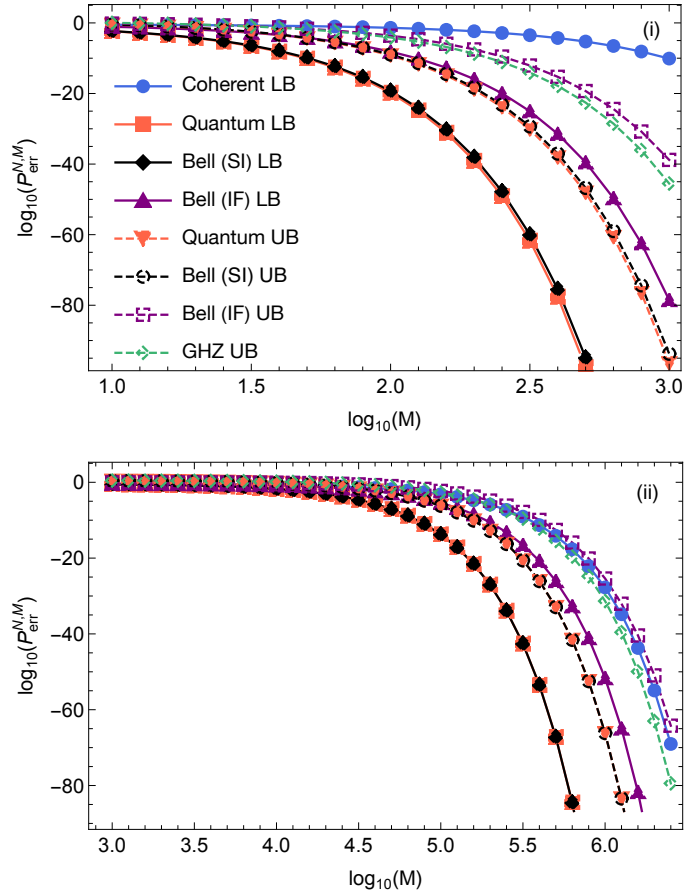 (i)
0
−20
−40
−60
−80
log10(P_err^N,M)
Coherent LB
Quantum LB
Bell (SI) LB
Bell (IF) LB
Quantum UB
Bell (SI) UB
Bell (IF) UB
GHZ UB
1.0 1.5 2.0 2.5 3.0
log10(M)
(ii)
0
−20
−40
−60
−80
log10(P_err^N,M)
3.0 3.5 4.0 4.5 5.0 5.5 6.0
log10(M)